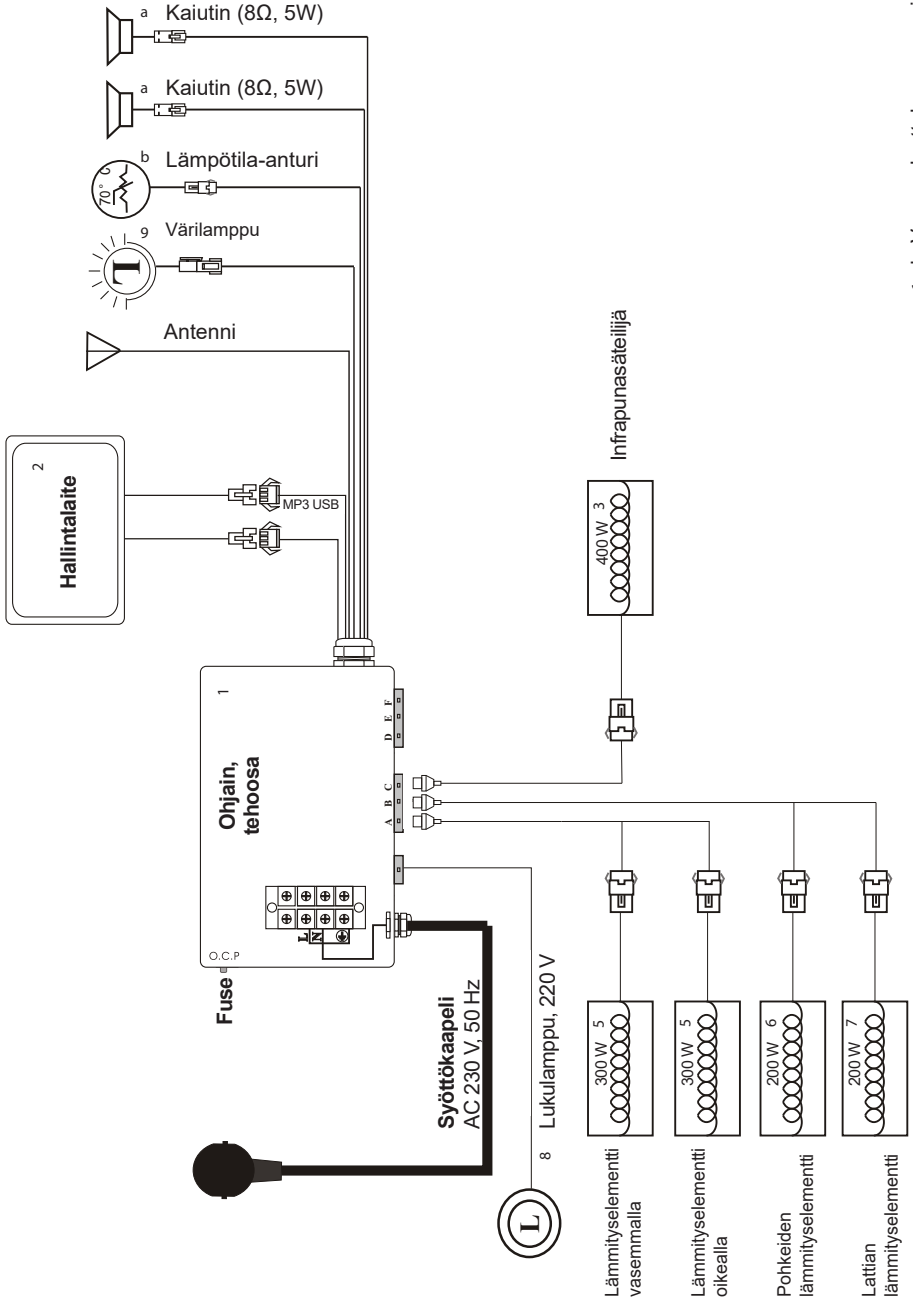 a Kaiutin (8Ω, 5W)
a Kaiutin (8Ω, 5W)
b Lämpötila-anturi
70° C
9 Värilamppu
L
Antenni
2
Hallintalaite
MP3 USB
1
Ohjain,
tehoosa
D E F
A B C
L
N
O.C.P
Fuse
Infrapunasäteilijä
400 W 3
Syöttökaapeli
AC 230 V, 50 Hz
8 Lukulamppu, 220 V
L
300 W 5
Lämmityselementti
vasemmalla
300 W 5
Lämmityselementti
oikealla
200 W 6
Pohkeiden
lämmityselementti
200 W 7
Lattian
lämmityselementti